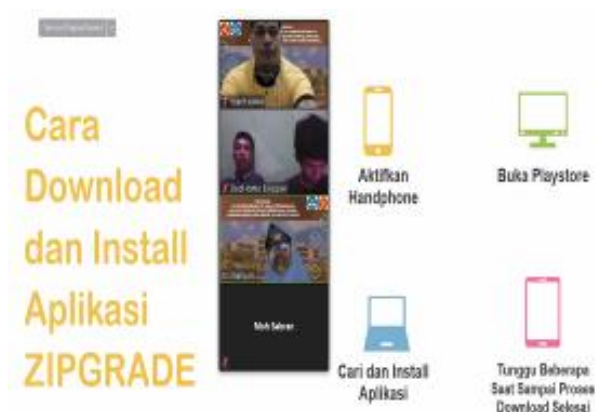 Cara
Download
dan Install
Aplikasi
ZIPGRADE
Aktifkan
Handphone
Buka Playstore
Cari dan Install
Aplikasi
Tunggu Beberapa
Saat Sampai Proses
Download Selesai